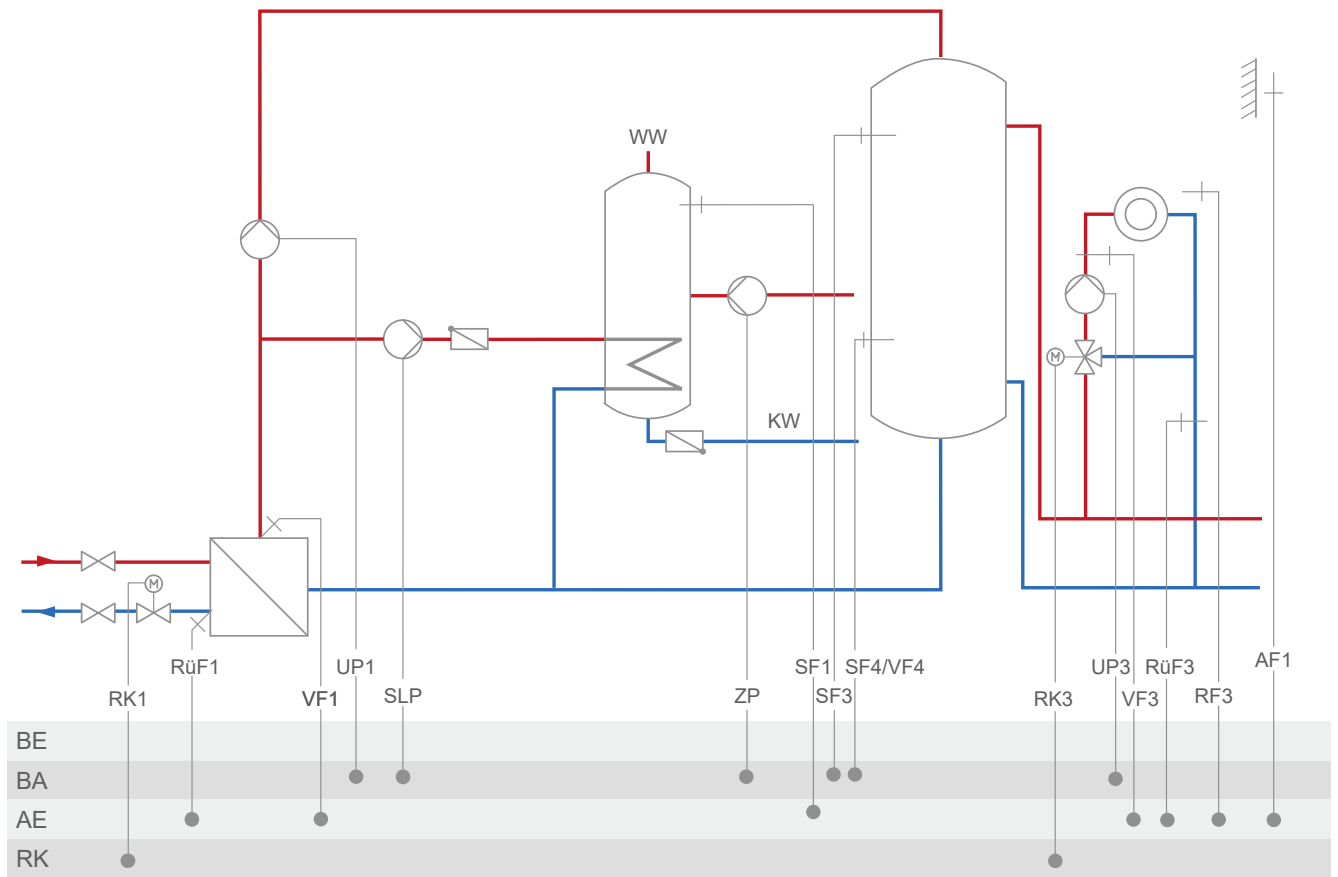 WW
M
KW
M
RüF1
UP1
SF1
SF4/VF4
UP3
RüF3
AF1
RK1
VF1
SLP
ZP
SF3
RK3
VF3
RF3
BE
BA
AE
RK